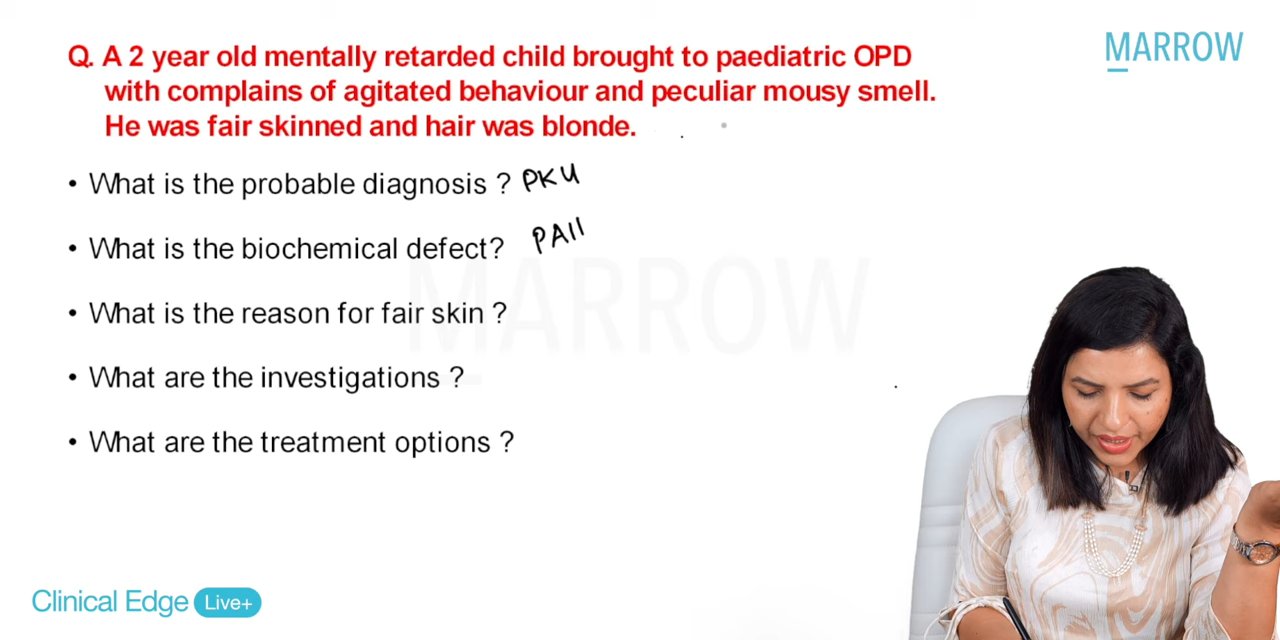 MARROW
Q. A 2 year old mentally retarded child brought to paediatric OPD
with complains of agitated behaviour and peculiar mousy smell.
He was fair skinned and hair was blonde.
• What is the probable diagnosis ? PKU
• What is the biochemical defect?
MARROW
• What is the reason for fair skin ?
• What are the investigations ?
• What are the treatment options ?
Clinical Edge Live+